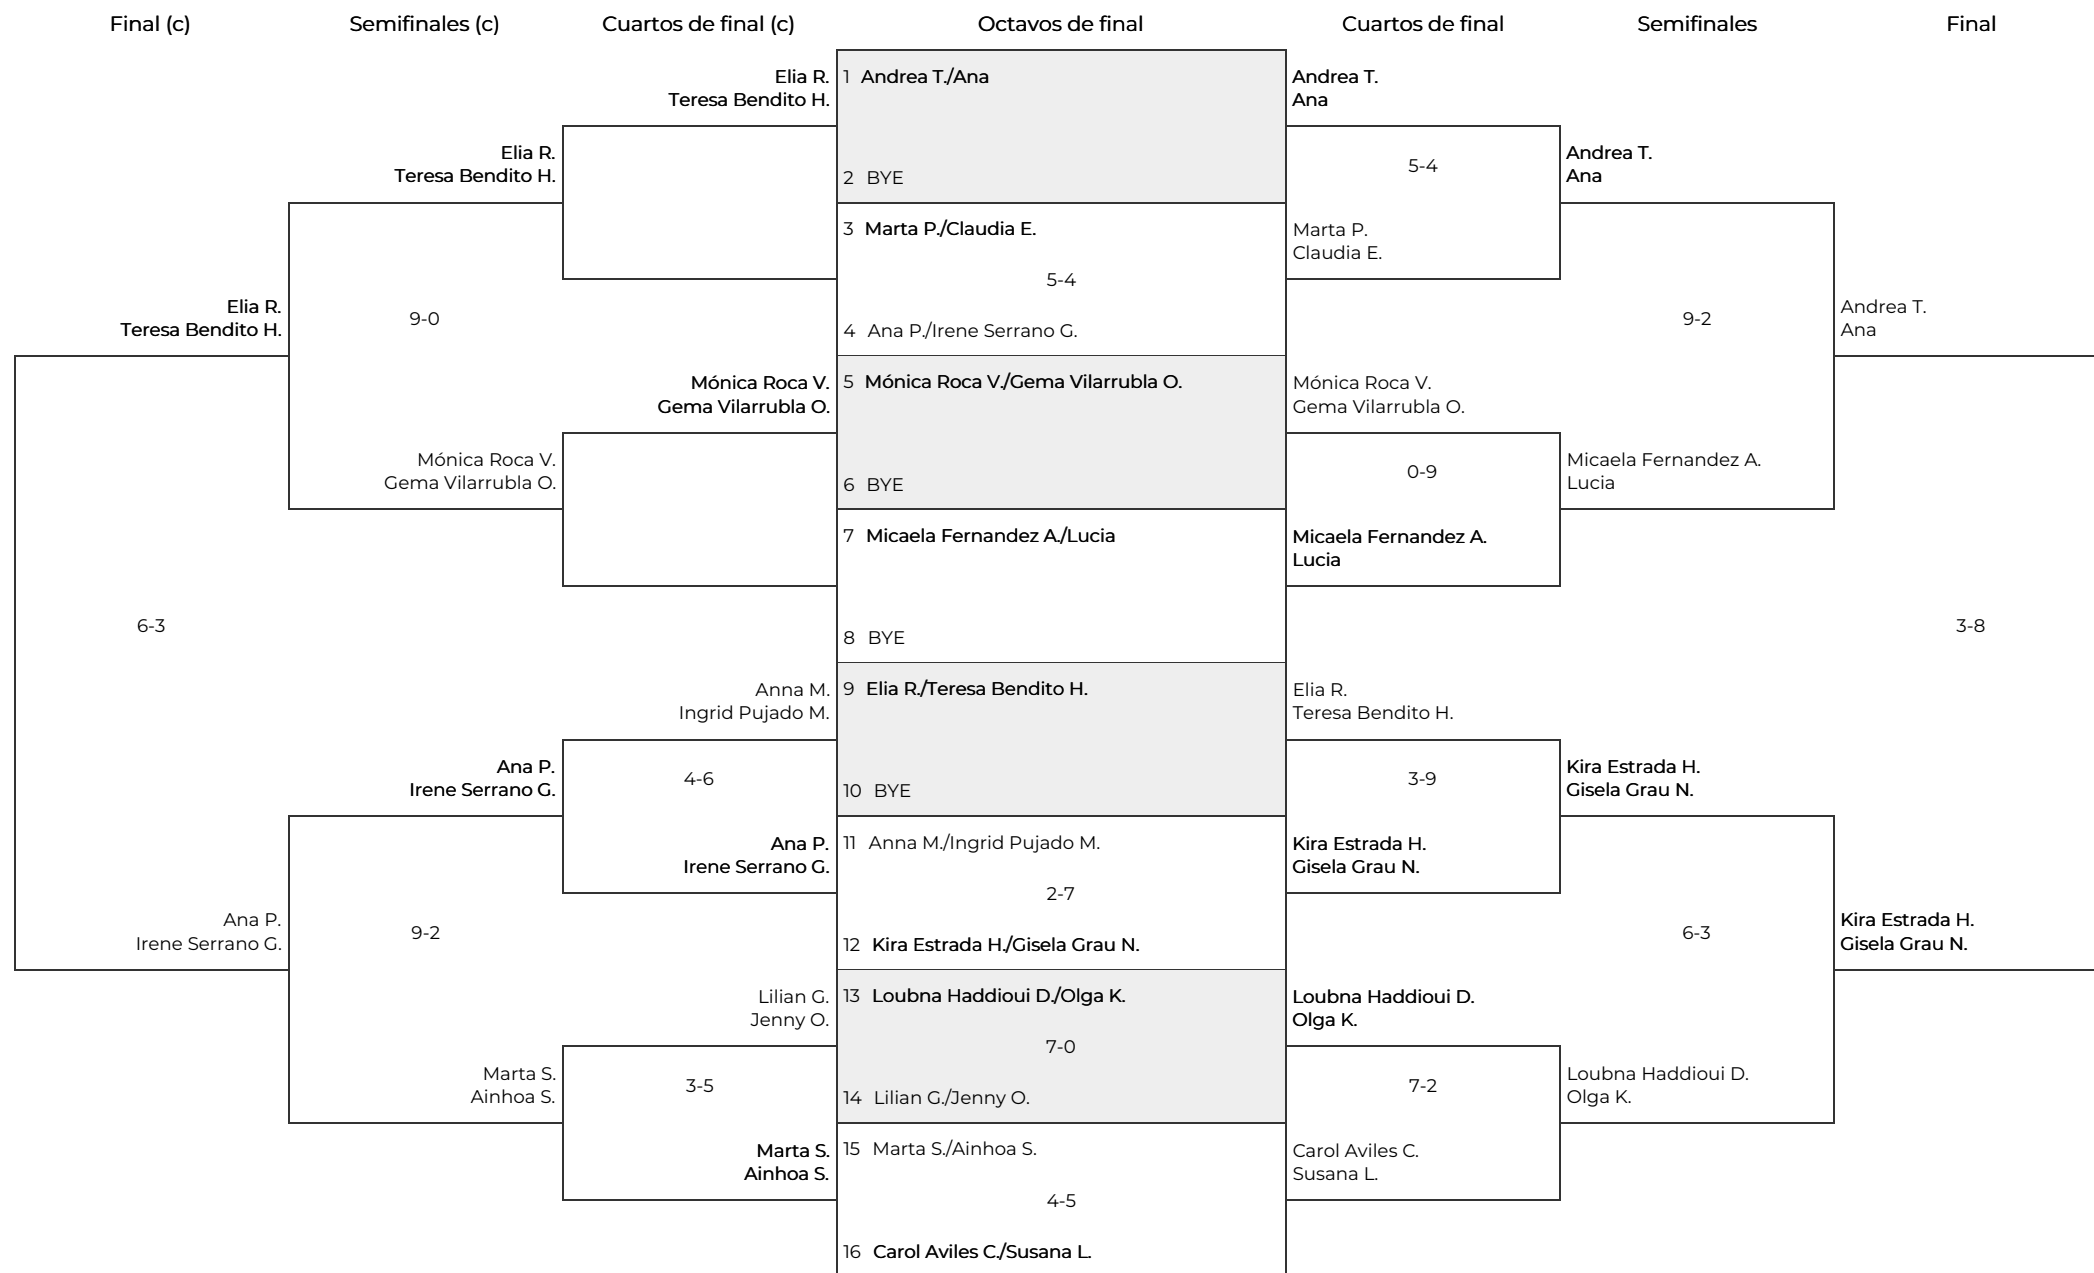 Final (c)
Semifinales (c)
Cuartos de final (c)
Octavos de final
Cuartos de final
Semifinales
Final
Elia R.
Teresa Bendito H.
Ana P.
Irene Serrano G.
6-3
Elia R.
Teresa Bendito H.
9-0
Mónica Roca V.
Gema Vilarrubla O.
Ana P.
Irene Serrano G.
9-2
Marta S.
Ainhoa S.
Elia R.
Teresa Bendito H.
Mónica Roca V.
Gema Vilarrubla O.
Anna M.
Ingrid Pujado M.
4-6
Ana P.
Irene Serrano G.
Lilian G.
Jenny O.
3-5
Marta S.
Ainhoa S.
1 Andrea T./Ana
2 BYE
3 Marta P./Claudia E.
5-4
4 Ana P./Irene Serrano G.
5 Mónica Roca V./Gema Vilarrubla O.
6 BYE
7 Micaela Fernandez A./Lucia
8 BYE
9 Elia R./Teresa Bendito H.
10 BYE
11 Anna M./Ingrid Pujado M.
2-7
12 Kira Estrada H./Gisela Grau N.
13 Loubna Haddioui D./Olga K.
7-0
14 Lilian G./Jenny O.
15 Marta S./Ainhoa S.
4-5
16 Carol Aviles C./Susana L.
Andrea T.
Ana
5-4
Marta P.
Claudia E.
Mónica Roca V.
Gema Vilarrubla O.
0-9
Micaela Fernandez A.
Lucia
Elia R.
Teresa Bendito H.
3-9
Kira Estrada H.
Gisela Grau N.
Loubna Haddioui D.
Olga K.
7-2
Carol Aviles C.
Susana L.
Andrea T.
Ana
9-2
Micaela Fernandez A.
Lucia
Kira Estrada H.
Gisela Grau N.
6-3
Loubna Haddioui D.
Olga K.
Andrea T.
Ana
3-8
Kira Estrada H.
Gisela Grau N.